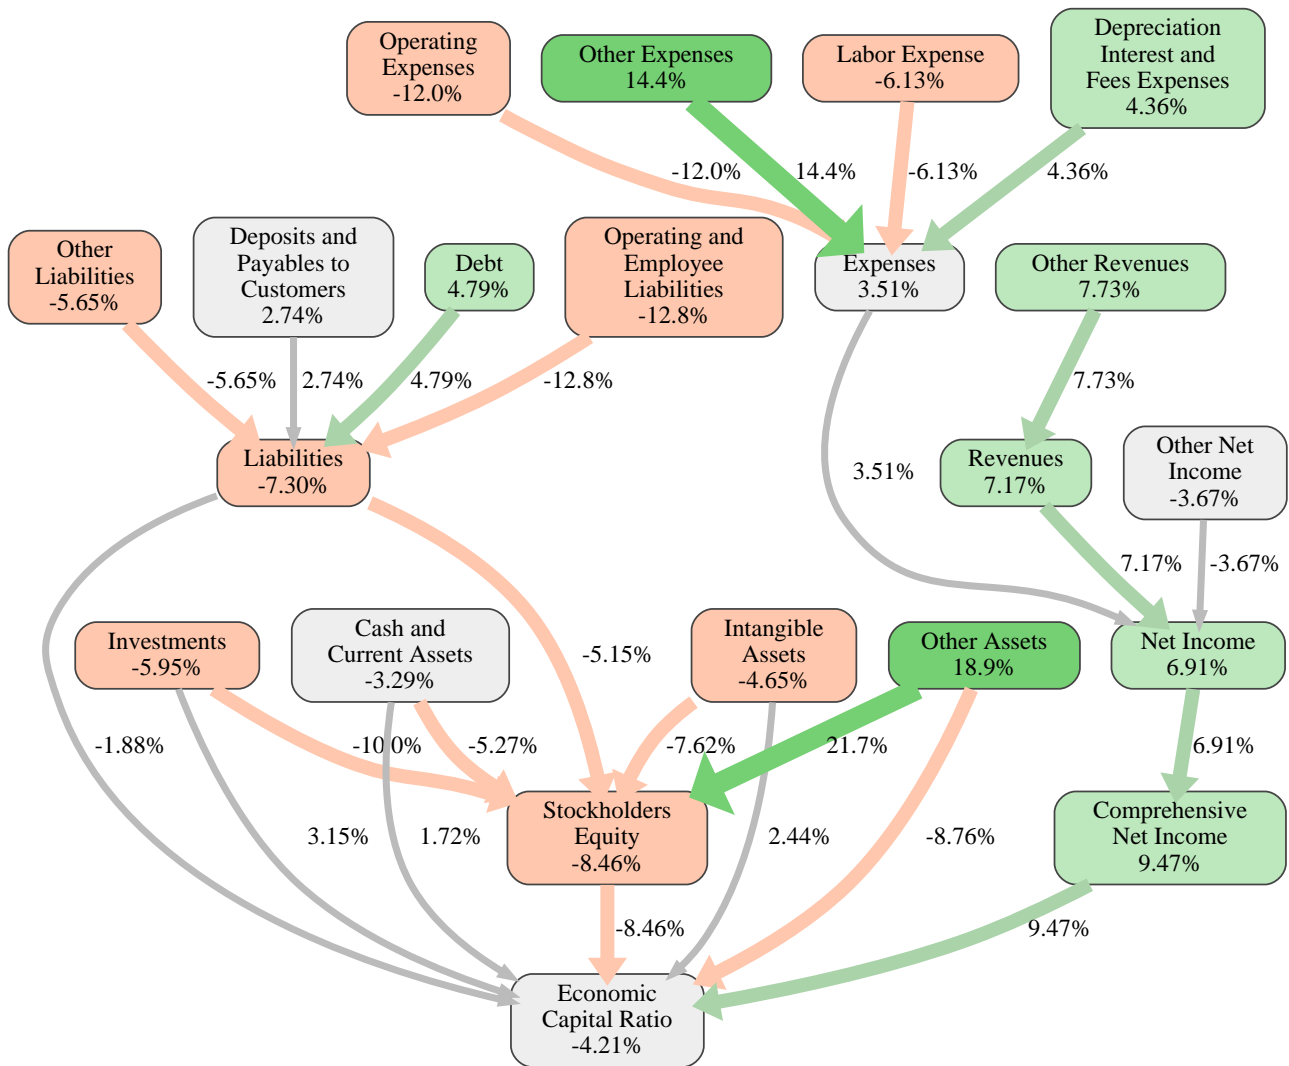 Operating
Expenses
-12.0%
Other Expenses
14.4%
Labor Expense
-6.13%
Depreciation
Interest and
Fees Expenses
4.36%
-12.0%
14.4%
-6.13%
4.36%
Other
Liabilities
-5.65%
Deposits and
Payables to
Customers
2.74%
Debt
4.79%
Operating and
Employee
Liabilities
-12.8%
Expenses
3.51%
Other Revenues
7.73%
-5.65%
2.74%
4.79%
-12.8%
7.73%
Liabilities
-7.30%
3.51%
Revenues
7.17%
Other Net
Income
-3.67%
7.17%
-3.67%
Investments
-5.95%
Cash and
Current Assets
-3.29%
-5.15%
Intangible
Assets
-4.65%
Other Assets
18.9%
Net Income
6.91%
-1.88%
-10.0%
-5.27%
-7.62%
21.7%
6.91%
3.15%
1.72%
Stockholders
Equity
-8.46%
2.44%
-8.76%
Comprehensive
Net Income
9.47%
-8.46%
9.47%
Economic
Capital Ratio
-4.21%